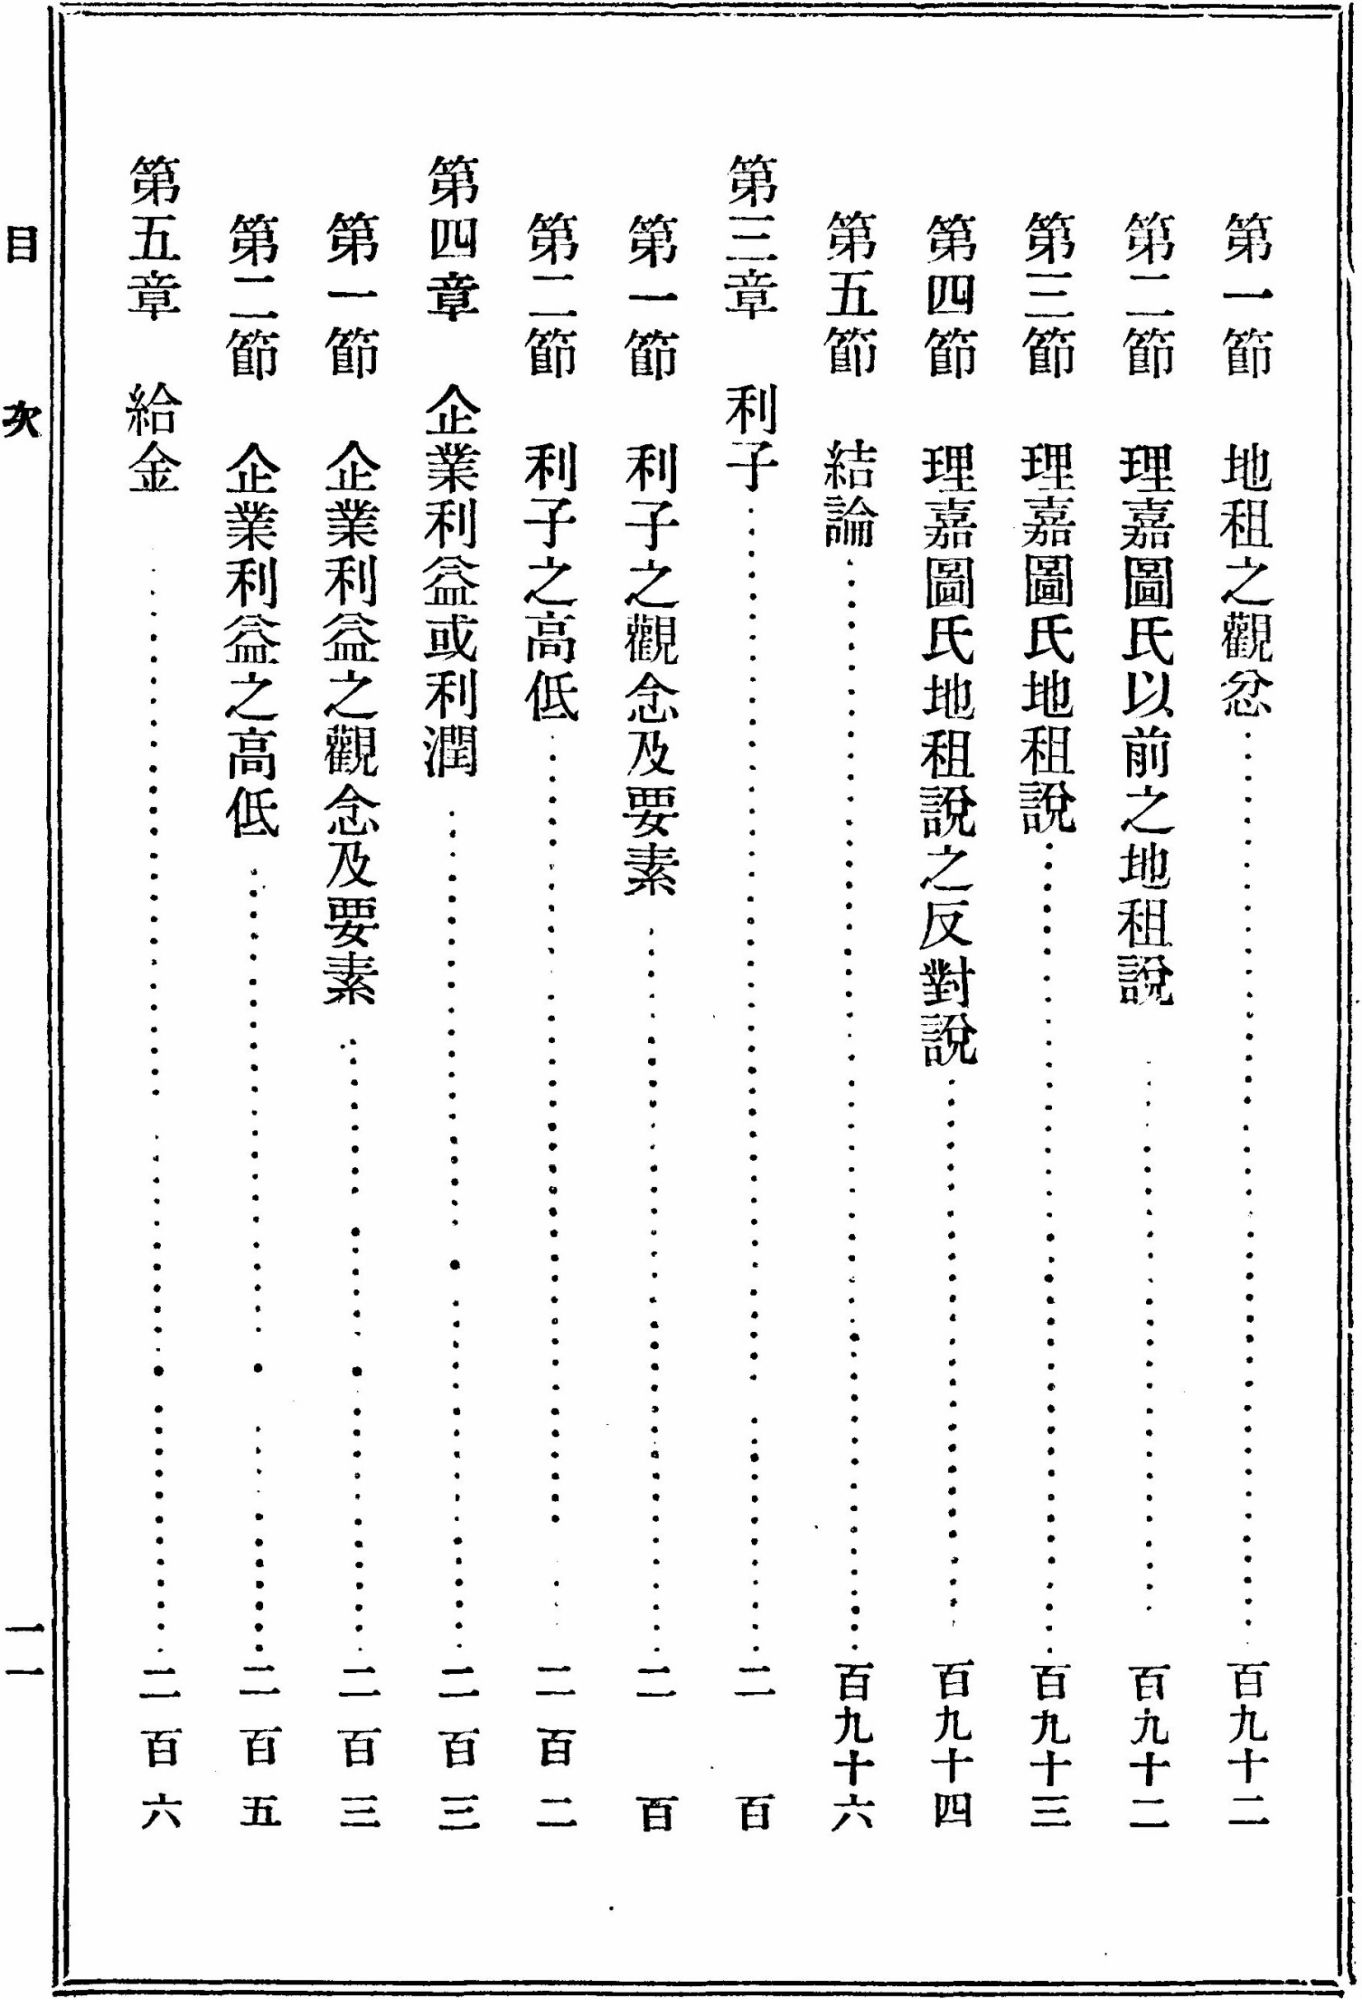 第一節　地租之觀念……百九十二
第二節　理嘉圖氏以前之地租說……百九十二
第三節　理嘉圖氏地租說……百九十三
第四節　理嘉圖氏地租說之反對說……百九十四
第五節　結論……百九十六
第三章　利子……二百
第一節　利子之觀念及要素……二百
第二節　利子之高低……二百二
第四章　企業利益或利潤……二百三
第一節　企業利益之觀念及要素……二百三
第二節　企業利益之高低……二百五
第五章　給金……二百六
目次　一一